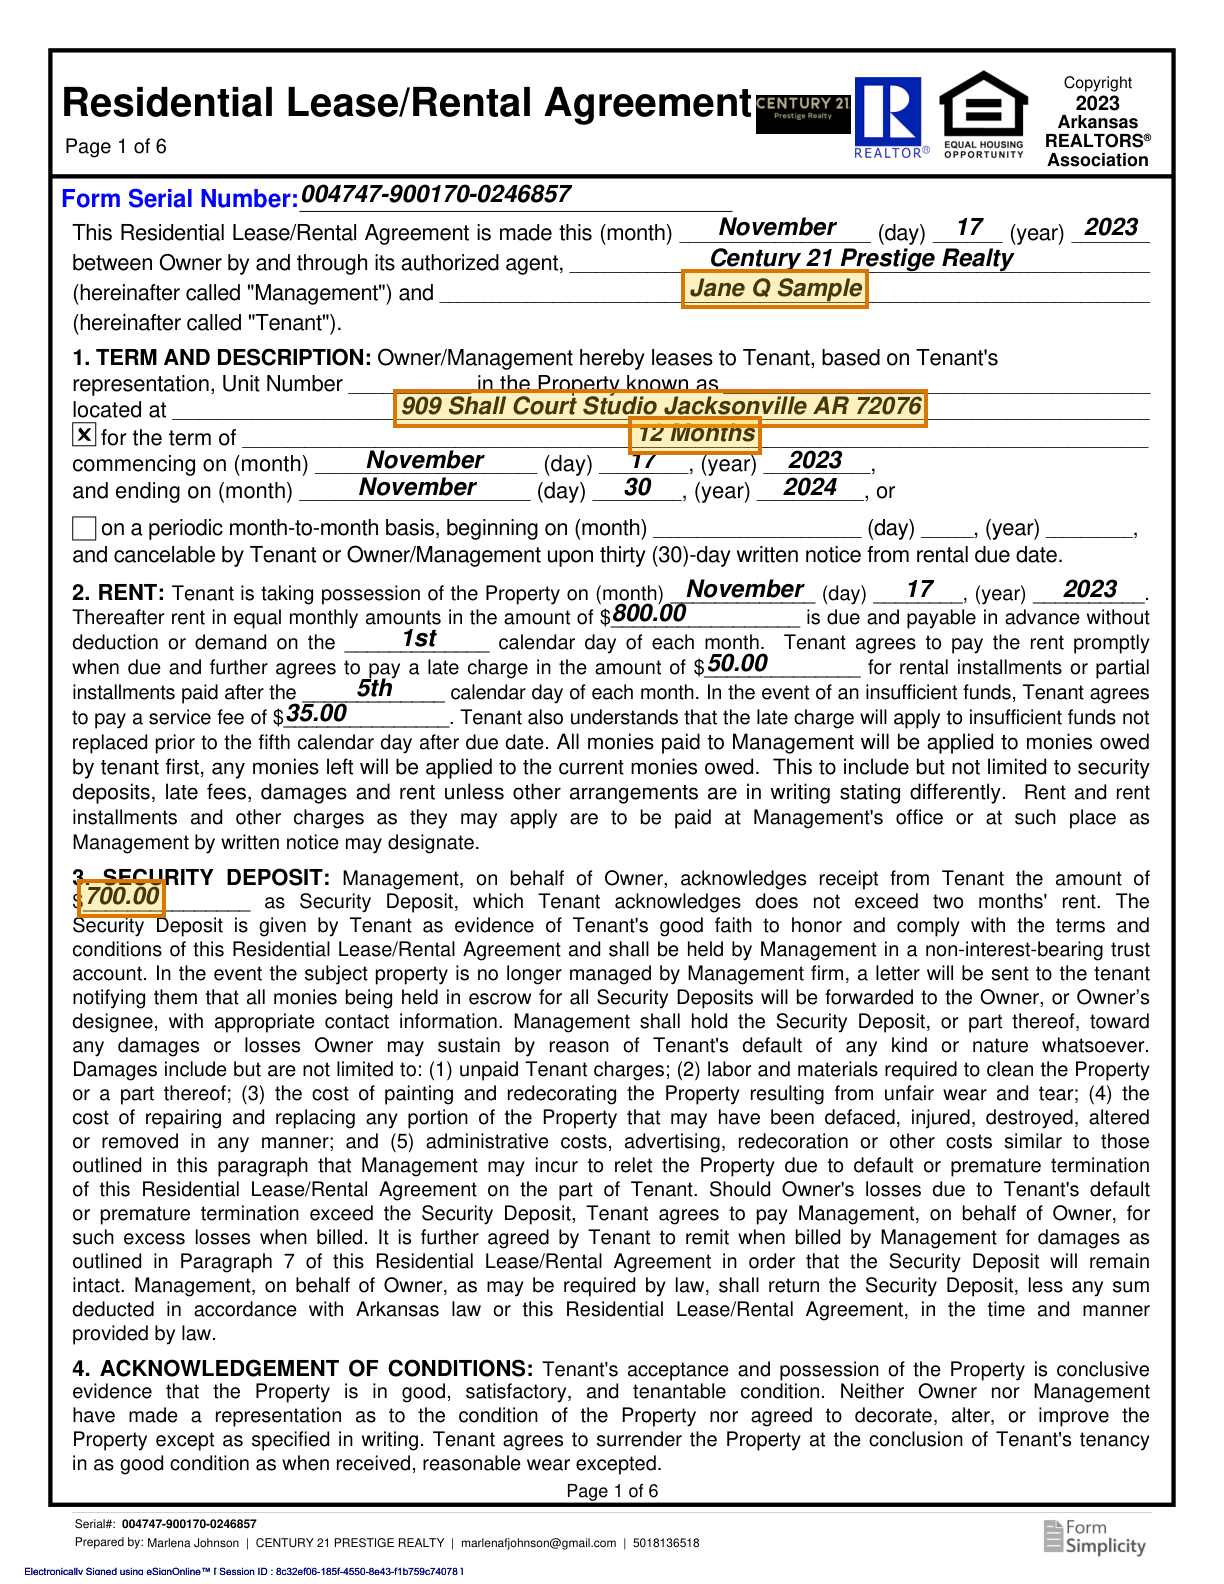 Residential Lease/Rental Agreement
CENTURY 21
Prestige Realty
REALTOR®
EQUAL HOUSING
OPPORTUNITY
Copyright
2023
Arkansas
REALTORS®
Association
Page 1 of 6
Form Serial Number: 004747-900170-0246857
This Residential Lease/Rental Agreement is made this (month) November (day) 17 (year) 2023
between Owner by and through its authorized agent, Century 21 Prestige Realty
(hereinafter called "Management") and Jane Q Sample
(hereinafter called "Tenant").
1. TERM AND DESCRIPTION: Owner/Management hereby leases to Tenant, based on Tenant's
representation, Unit Number ___ in the Property known as ___
located at 909 Shall Court Studio Jacksonville AR 72076
X for the term of 12 Months
commencing on (month) November (day) 17, (year) 2023,
and ending on (month) November (day) 30, (year) 2024, or
on a periodic month-to-month basis, beginning on (month) ___ (day) ___, (year) ___,
and cancelable by Tenant or Owner/Management upon thirty (30)-day written notice from rental due date.
2. RENT: Tenant is taking possession of the Property on (month) November (day) 17, (year) 2023.
Thereafter rent in equal monthly amounts in the amount of $800.00 is due and payable in advance without
deduction or demand on the 1st calendar day of each month. Tenant agrees to pay the rent promptly
when due and further agrees to pay a late charge in the amount of $50.00 for rental installments or partial
installments paid after the 5th calendar day of each month. In the event of an insufficient funds, Tenant agrees
to pay a service fee of $35.00. Tenant also understands that the late charge will apply to insufficient funds not
replaced prior to the fifth calendar day after due date. All monies paid to Management will be applied to monies owed
by tenant first, any monies left will be applied to the current monies owed. This to include but not limited to security
deposits, late fees, damages and rent unless other arrangements are in writing stating differently. Rent and rent
installments and other charges as they may apply are to be paid at Management's office or at such place as
Management by written notice may designate.
3. SECURITY DEPOSIT: Management, on behalf of Owner, acknowledges receipt from Tenant the amount of
$700.00 as Security Deposit, which Tenant acknowledges does not exceed two months' rent. The
Security Deposit is given by Tenant as evidence of Tenant's good faith to honor and comply with the terms and
conditions of this Residential Lease/Rental Agreement and shall be held by Management in a non-interest-bearing trust
account. In the event the subject property is no longer managed by Management firm, a letter will be sent to the tenant
notifying them that all monies being held in escrow for all Security Deposits will be forwarded to the Owner, or Owner's
designee, with appropriate contact information. Management shall hold the Security Deposit, or part thereof, toward
any damages or losses Owner may sustain by reason of Tenant's default of any kind or nature whatsoever.
Damages include but are not limited to: (1) unpaid Tenant charges; (2) labor and materials required to clean the Property
or a part thereof; (3) the cost of painting and redecorating the Property resulting from unfair wear and tear; (4) the
cost of repairing and replacing any portion of the Property that may have been defaced, injured, destroyed, altered
or removed in any manner; and (5) administrative costs, advertising, redecoration or other costs similar to those
outlined in this paragraph that Management may incur to relet the Property due to default or premature termination
of this Residential Lease/Rental Agreement on the part of Tenant. Should Owner's losses due to Tenant's default
or premature termination exceed the Security Deposit, Tenant agrees to pay Management, on behalf of Owner, for
such excess losses when billed. It is further agreed by Tenant to remit when billed by Management for damages as
outlined in Paragraph 7 of this Residential Lease/Rental Agreement in order that the Security Deposit will remain
intact. Management, on behalf of Owner, as may be required by law, shall return the Security Deposit, less any sum
deducted in accordance with Arkansas law or this Residential Lease/Rental Agreement, in the time and manner
provided by law.
4. ACKNOWLEDGEMENT OF CONDITIONS: Tenant's acceptance and possession of the Property is conclusive
evidence that the Property is in good, satisfactory, and tenantable condition. Neither Owner nor Management
have made a representation as to the condition of the Property nor agreed to decorate, alter, or improve the
Property except as specified in writing. Tenant agrees to surrender the Property at the conclusion of Tenant's tenancy
in as good condition as when received, reasonable wear excepted.
Page 1 of 6
Serial#: 004747-900170-0246857
Prepared by: Marlena Johnson | CENTURY 21 PRESTIGE REALTY | marlenafjohnson@gmail.com | 5018136518
Form
Simplicity
Electronically Signed using eSignOnline™ [ Session ID : 8c32ef06-185f-4550-8e43-f1b759c74078 ]